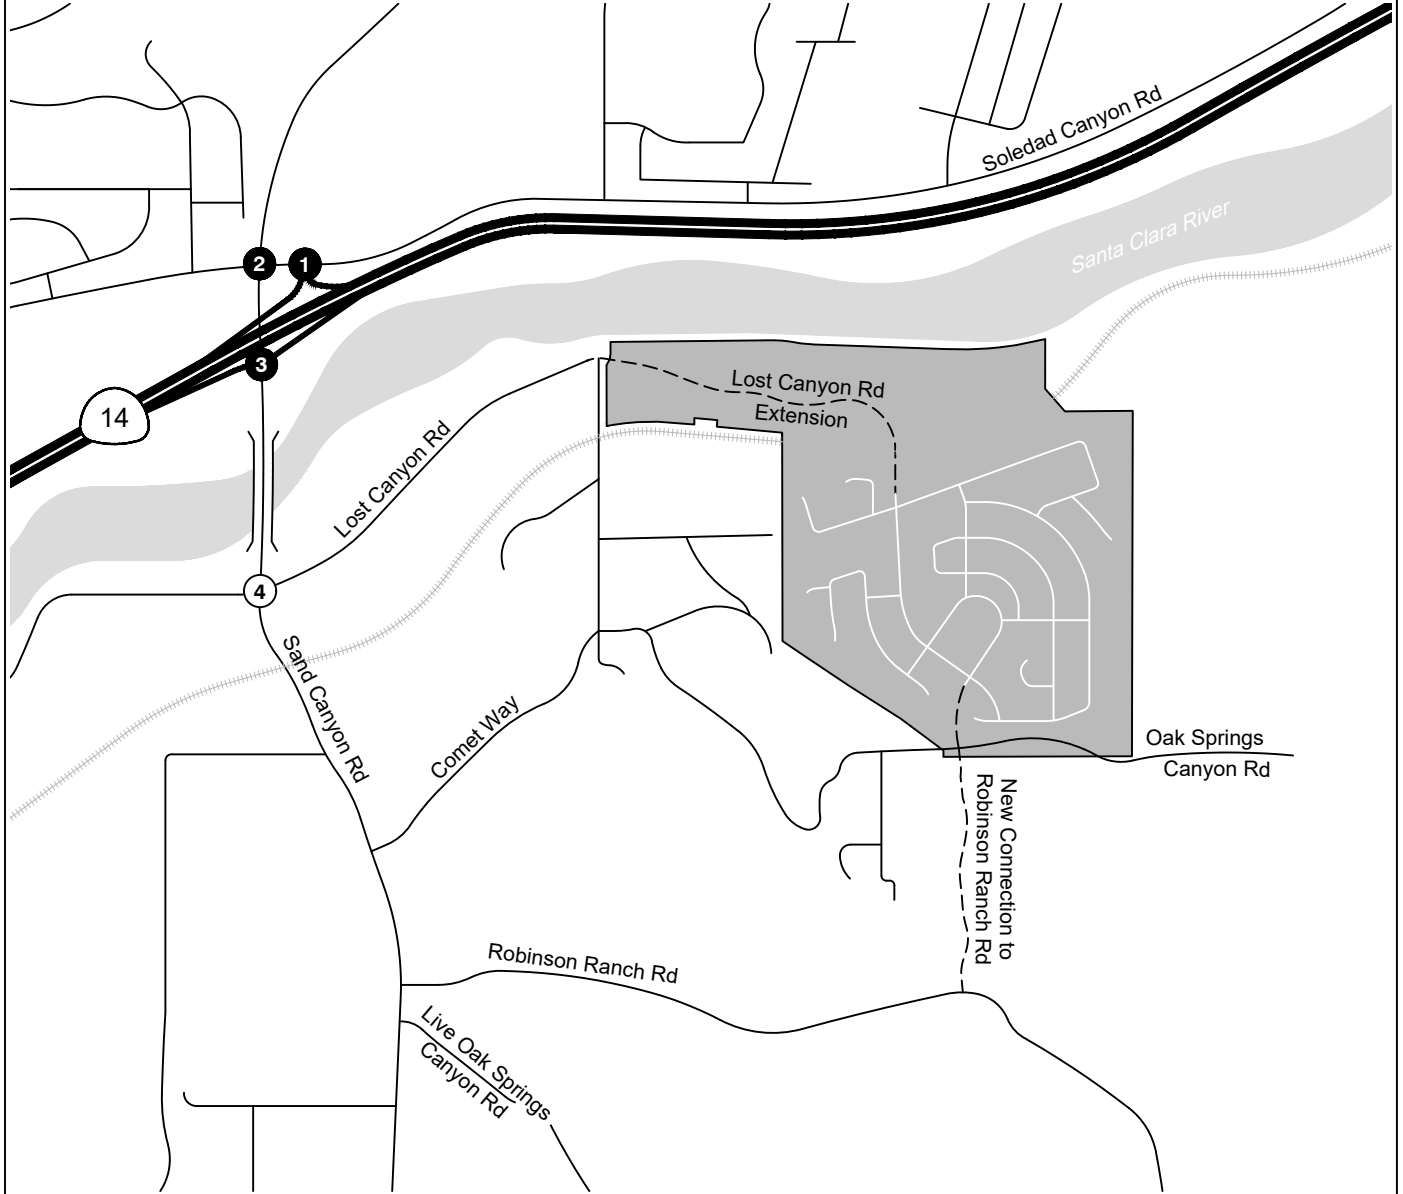 Soledad Canyon Rd
Santa Clara River
2
1
3
14
Lost Canyon Rd
Extension
Lost Canyon Rd
4
Sand Canyon Rd
Comet Way
Oak Springs
Canyon Rd
New Connection to
Robinson Ranch Rd
Robinson Ranch Rd
Live Oak Springs
Canyon Rd